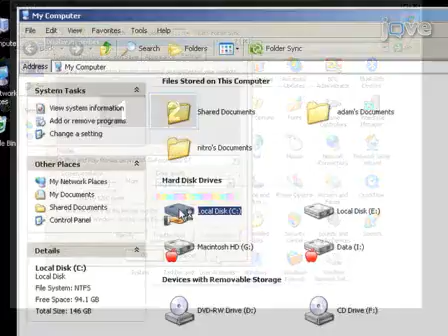 My Computer
jove
File Edit View Favorites Tools Help
Search Folders Folder Sync
Address My Computer
System Tasks
View system information
Add or remove programs
Change a setting
Other Places
My Network Places
My Documents
Shared Documents
Control Panel
Details
Local Disk (C:)
Local Disk
File System: NTFS
Free Space: 94.1 GB
Total Size: 146 GB
Files Stored on This Computer
Shared Documents
adam's Documents
nitro's Documents
Hard Disk Drives
Local Disk (C:)
Local Disk (E:)
Macintosh HD (G:)
Data (I:)
Devices with Removable Storage
DVD-RW Drive (D:)
CD Drive (F:)